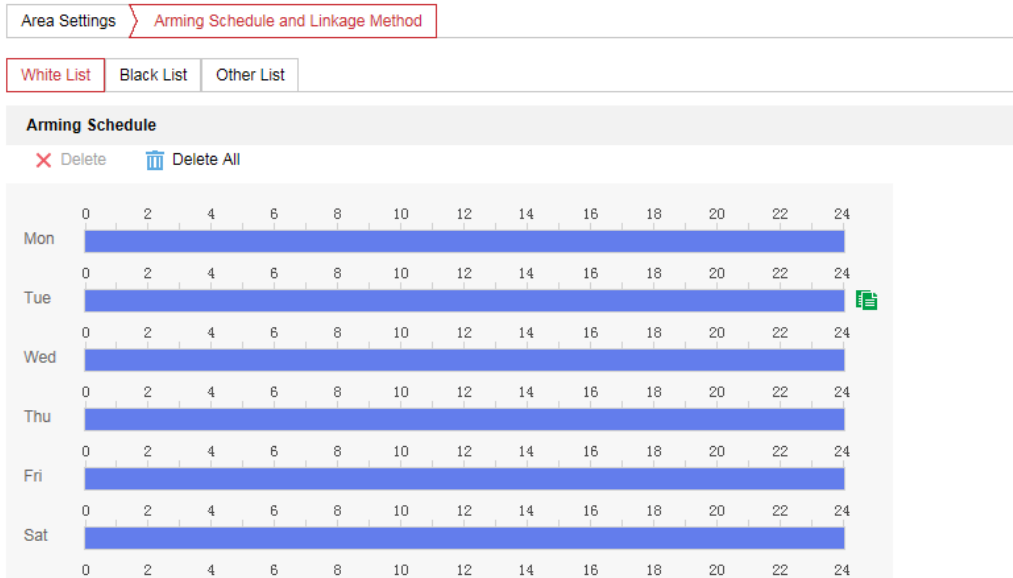 Area Settings Arming Schedule and Linkage Method
White List Black List Other List
Arming Schedule
Delete Delete All
0 2 4 6 8 10 12 14 16 18 20 22 24
Mon
0 2 4 6 8 10 12 14 16 18 20 22 24
Tue
0 2 4 6 8 10 12 14 16 18 20 22 24
Wed
0 2 4 6 8 10 12 14 16 18 20 22 24
Thu
0 2 4 6 8 10 12 14 16 18 20 22 24
Fri
0 2 4 6 8 10 12 14 16 18 20 22 24
Sat
0 2 4 6 8 10 12 14 16 18 20 22 24